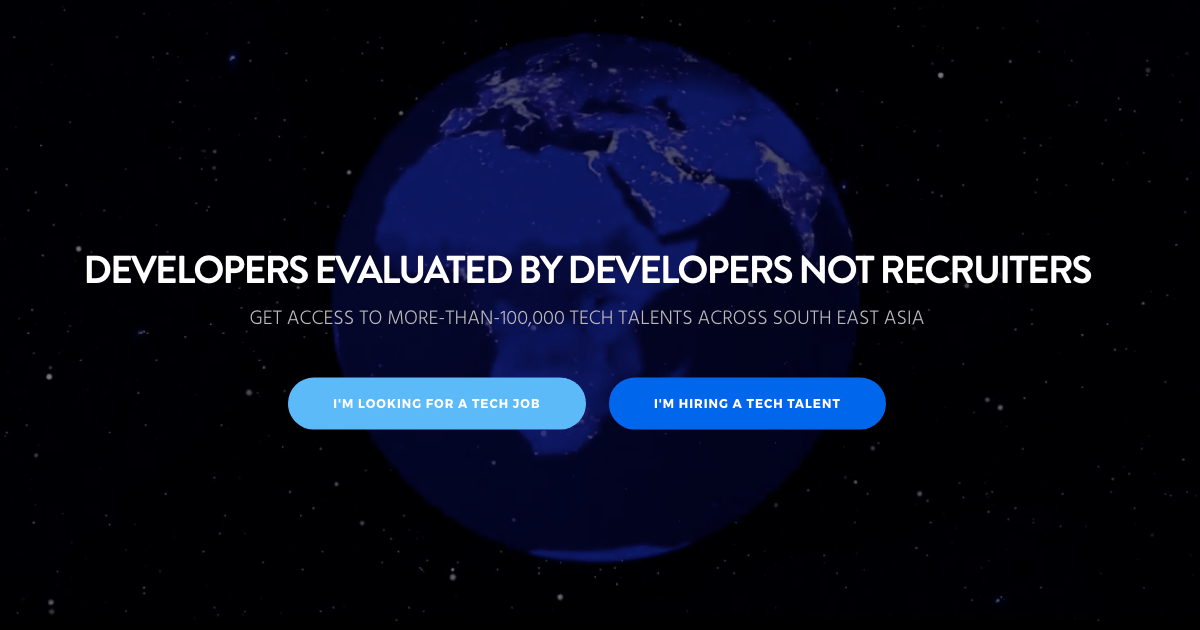 DEVELOPERS EVALUATED BY DEVELOPERS NOT RECRUITERS
GET ACCESS TO MORE-THAN-100,000 TECH TALENTS ACROSS SOUTH EAST ASIA
I'M LOOKING FOR A TECH JOB
I'M HIRING A TECH TALENT